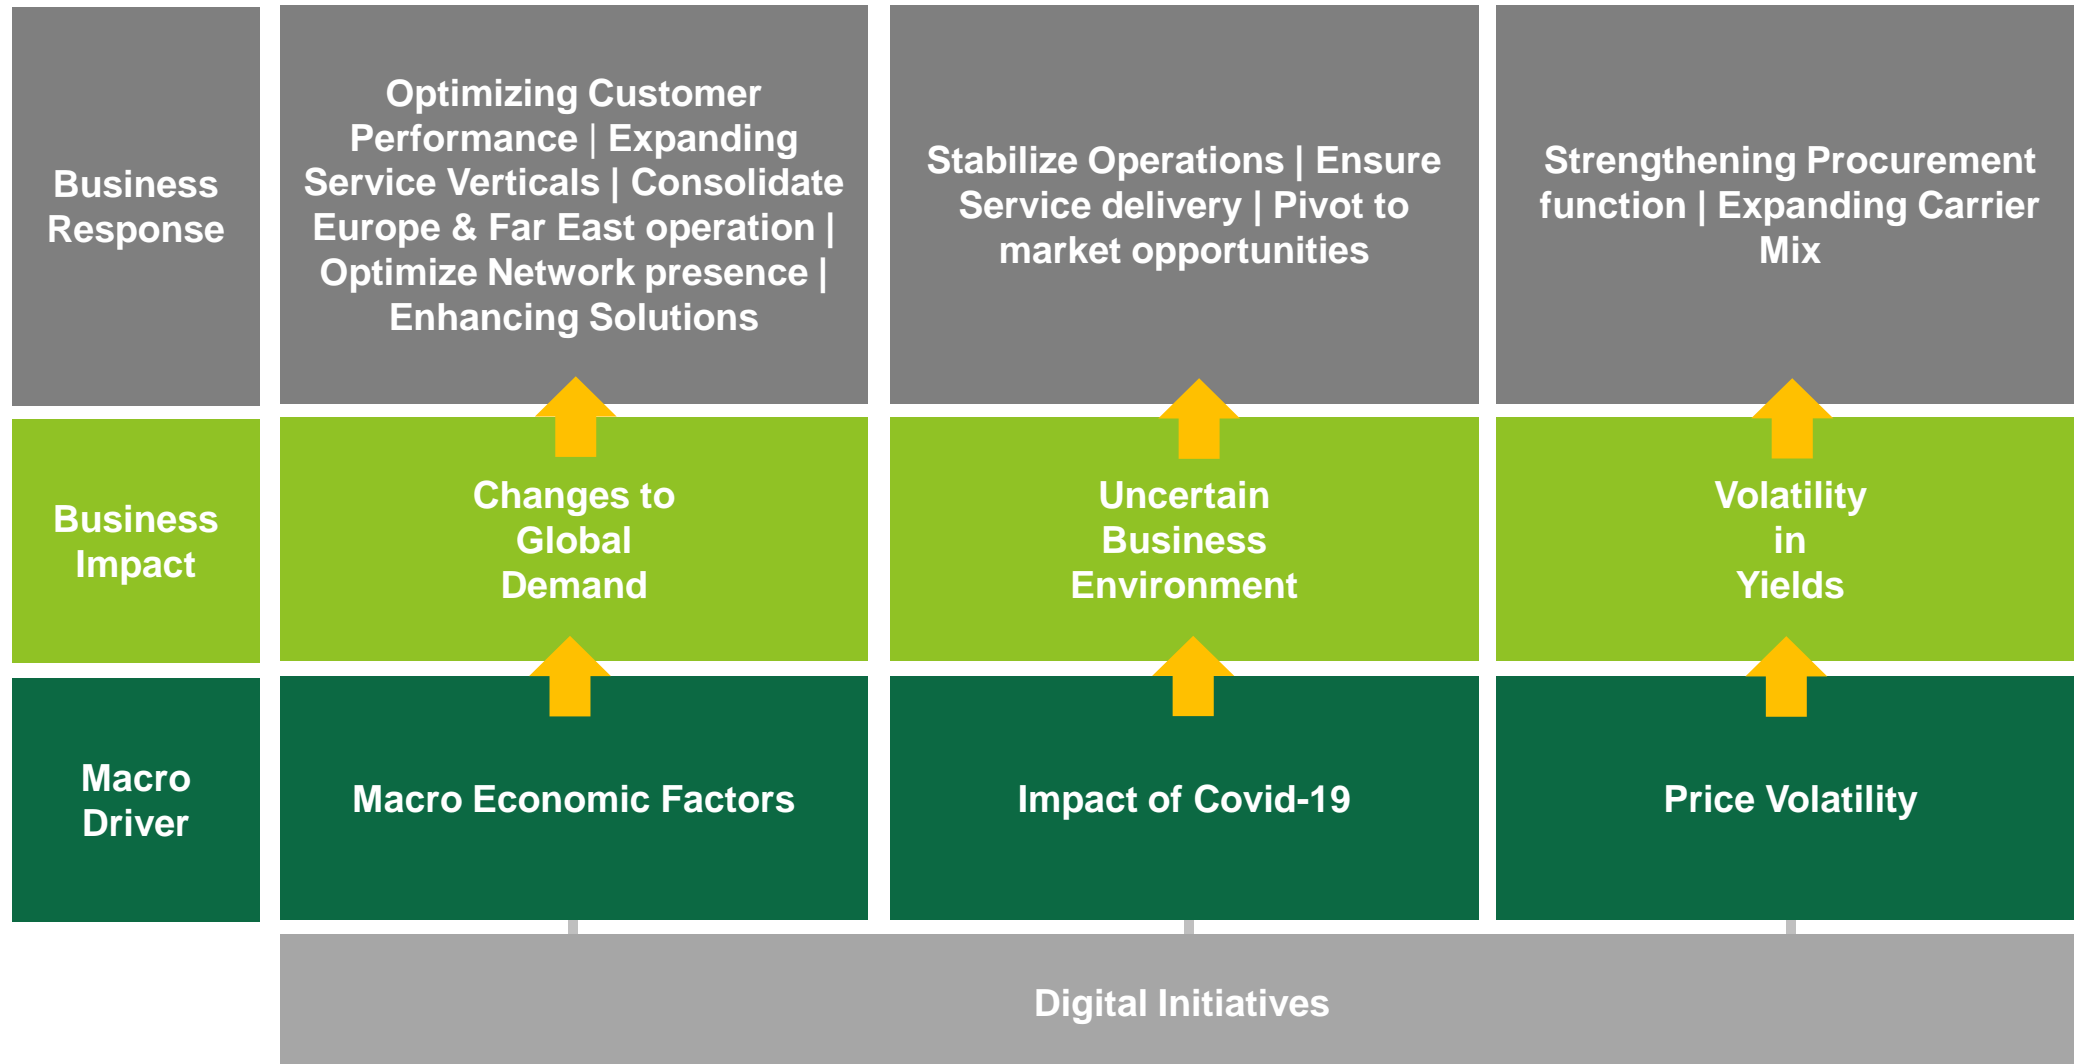 Business
Response
Optimizing Customer
Performance | Expanding
Service Verticals | Consolidate
Europe & Far East operation |
Optimize Network presence |
Enhancing Solutions
Stabilize Operations | Ensure
Service delivery | Pivot to
market opportunities
Strengthening Procurement
function | Expanding Carrier
Mix
Business
Impact
Changes to
Global
Demand
Uncertain
Business
Environment
Volatility
in
Yields
Macro
Driver
Macro Economic Factors
Impact of Covid-19
Price Volatility
Digital Initiatives